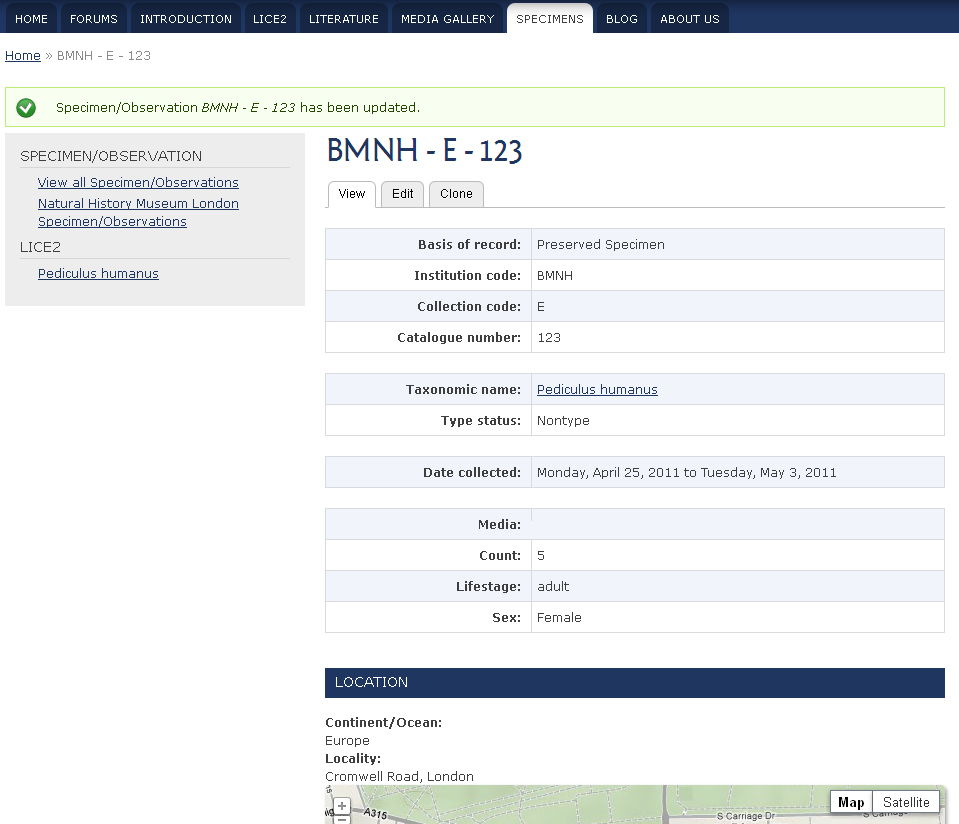 HOME FORUMS INTRODUCTION LICE2 LITERATURE MEDIA GALLERY SPECIMENS BLOG ABOUT US
Home » BMNH - E - 123
Specimen/Observation BMNH - E - 123 has been updated.
SPECIMEN/OBSERVATION
View all Specimen/Observations
Natural History Museum London
Specimen/Observations
LICE2
Pediculus humanus
BMNH - E - 123
View Edit Clone
Basis of record: Preserved Specimen
Institution code: BMNH
Collection code: E
Catalogue number: 123
Taxonomic name: Pediculus humanus
Type status: Nontype
Date collected: Monday, April 25, 2011 to Tuesday, May 3, 2011
Media:
Count: 5
Lifestage: adult
Sex: Female
LOCATION
Continent/Ocean:
Europe
Locality:
Cromwell Road, London
Map Satellite
A315
S Carriage Dr